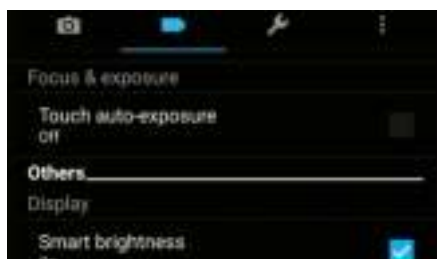 Focus & exposure
Touch auto-exposure
Off
Others
Display
Smart brightness